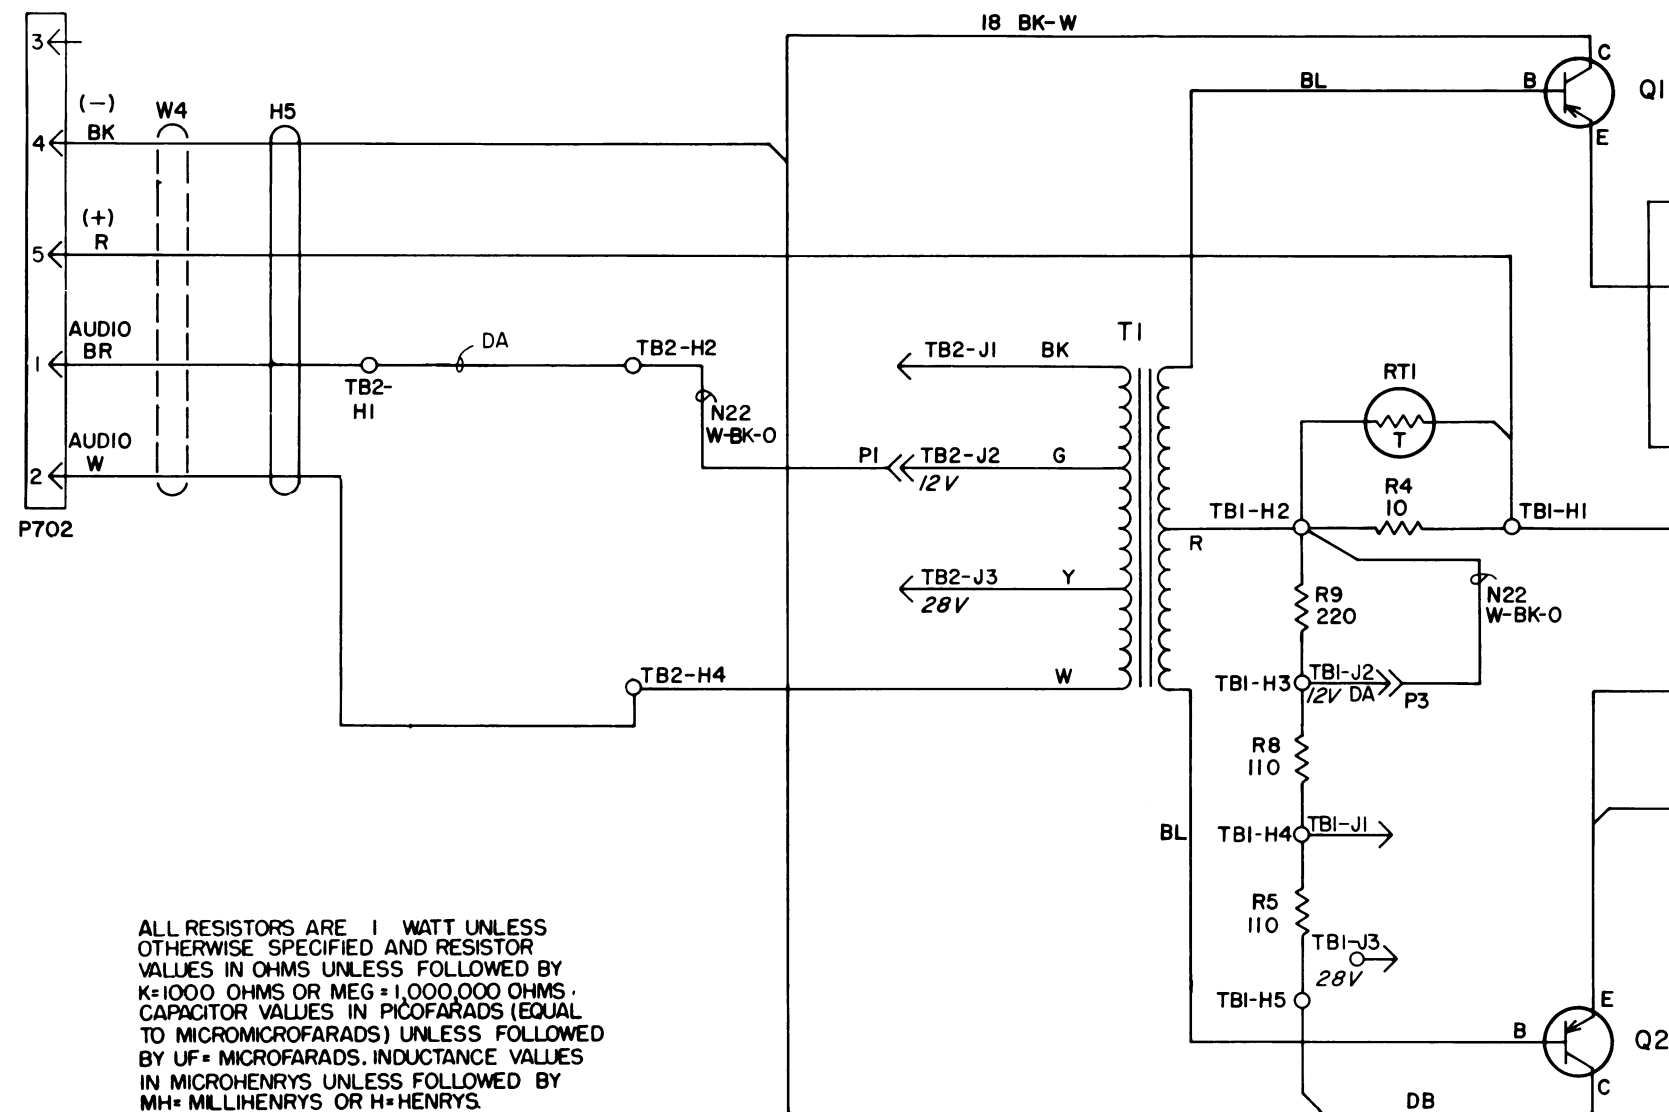 18 BK-W
3
C
B
Q1
BL
E
(-)
BK
4
W4
H5
(+)
R
5
AUDIO
BR
1
DA
TB2-H2
TB2-
H1
N22
W-BK-O
AUDIO
W
2
P702
T1
TB2-J1
BK
P1
TB2-J2
G
12V
TB2-J3
Y
28V
TB2-H4
W
RT1
T
R4
10
TB1-H2
TB1-H1
R
R9
220
N22
W-BK-O
TB1-H3
TB1-J2
12V DA
P3
R8
110
BL
TB1-H4
TB1-J1
R5
110
TB1-J3
28V
TB1-H5
E
B
Q2
C
DB
ALL RESISTORS ARE 1 WATT UNLESS
OTHERWISE SPECIFIED AND RESISTOR
VALUES IN OHMS UNLESS FOLLOWED BY
K=1000 OHMS OR MEG=1,000,000 OHMS.
CAPACITOR VALUES IN PICOFARADS (EQUAL
TO MICROMICROFARADS) UNLESS FOLLOWED
BY UF= MICROFARADS. INDUCTANCE VALUES
IN MICROHENRYS UNLESS FOLLOWED BY
MH= MILLIHENRYS OR H=HENRYS.